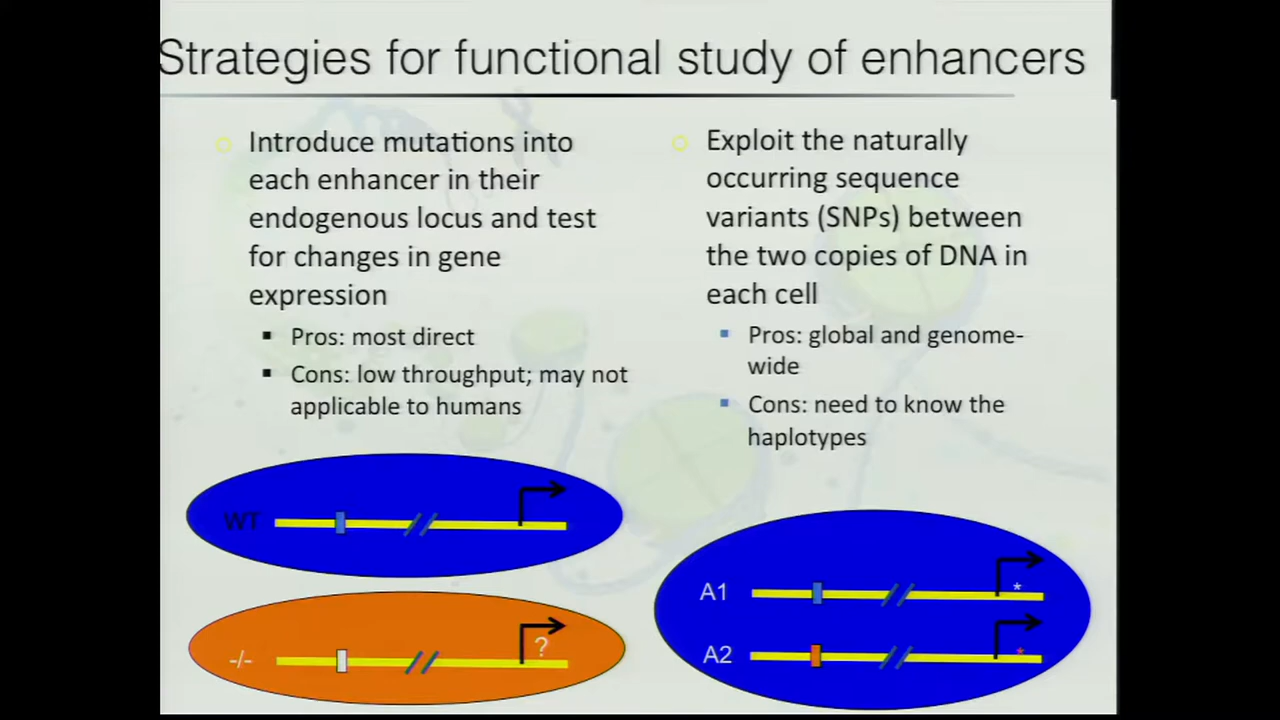 Strategies for functional study of enhancers
Introduce mutations into
each enhancer in their
endogenous locus and test
for changes in gene
expression
Pros: most direct
Cons: low throughput; may not
applicable to humans
Exploit the naturally
occurring sequence
variants (SNPs) between
the two copies of DNA in
each cell
Pros: global and genome-
wide
Cons: need to know the
haplotypes
WT
-/-
?
A1
*
A2
*